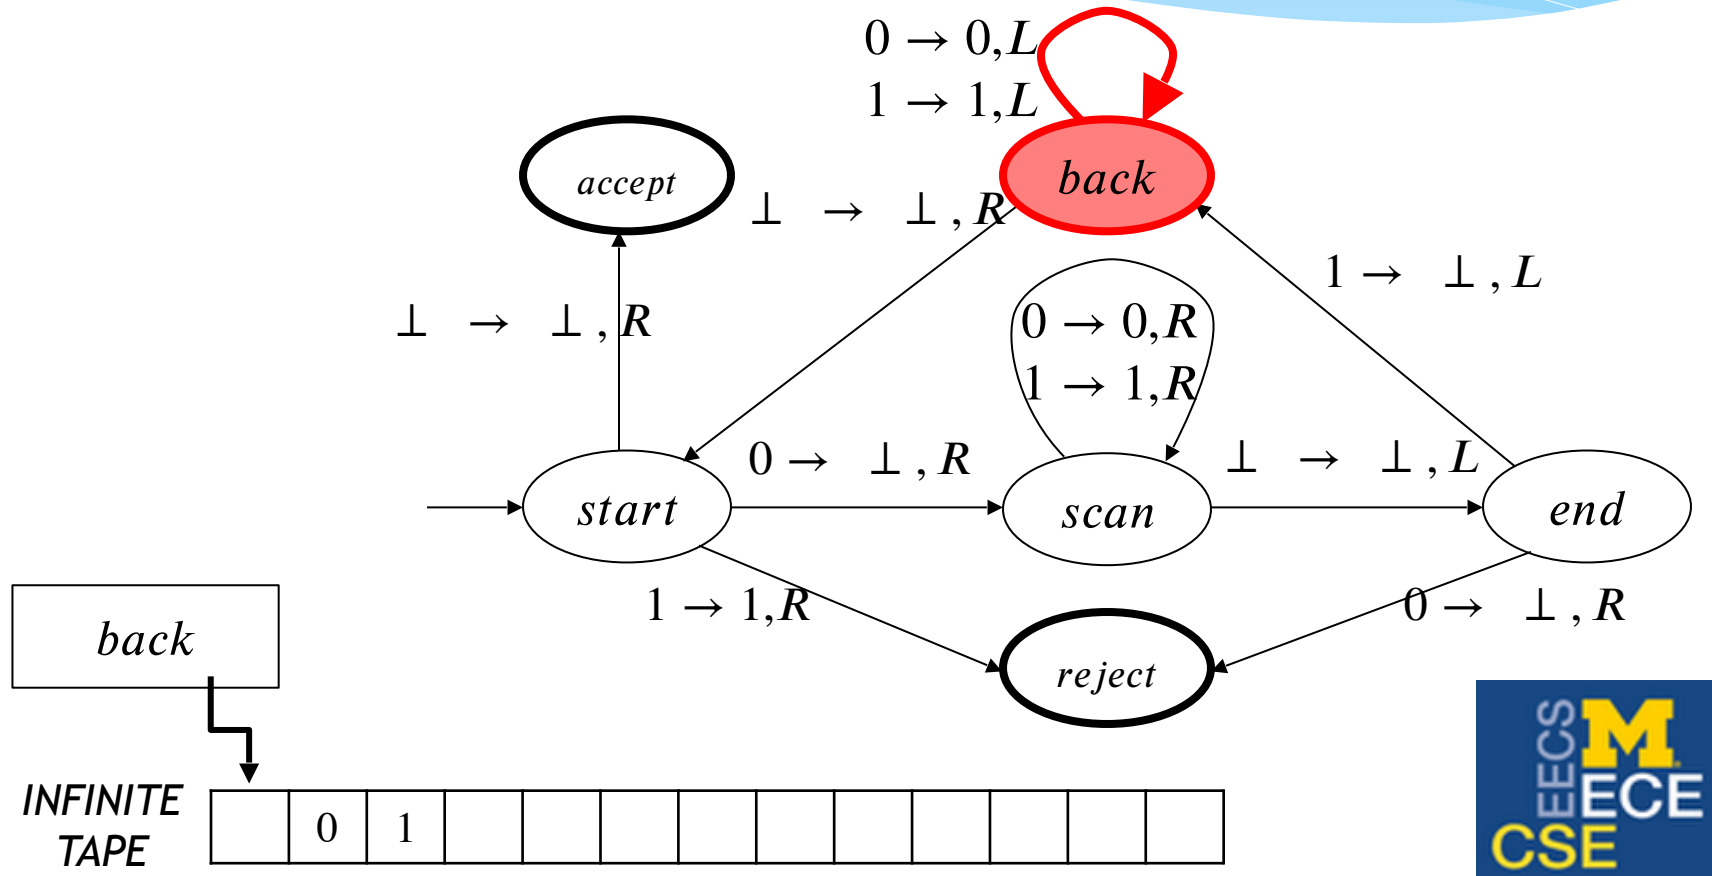 0 → 0,L
1 → 1,L
accept
back
⊥ → ⊥ , R
1 → ⊥ , L
⊥ → ⊥ , R
0 → 0,R
1 → 1,R
0 → ⊥ , R
⊥ → ⊥ , L
start
scan
end
1 → 1,R
0 → ⊥ , R
back
reject
INFINITE
TAPE
0 1
EECS
M
ECE
CSE